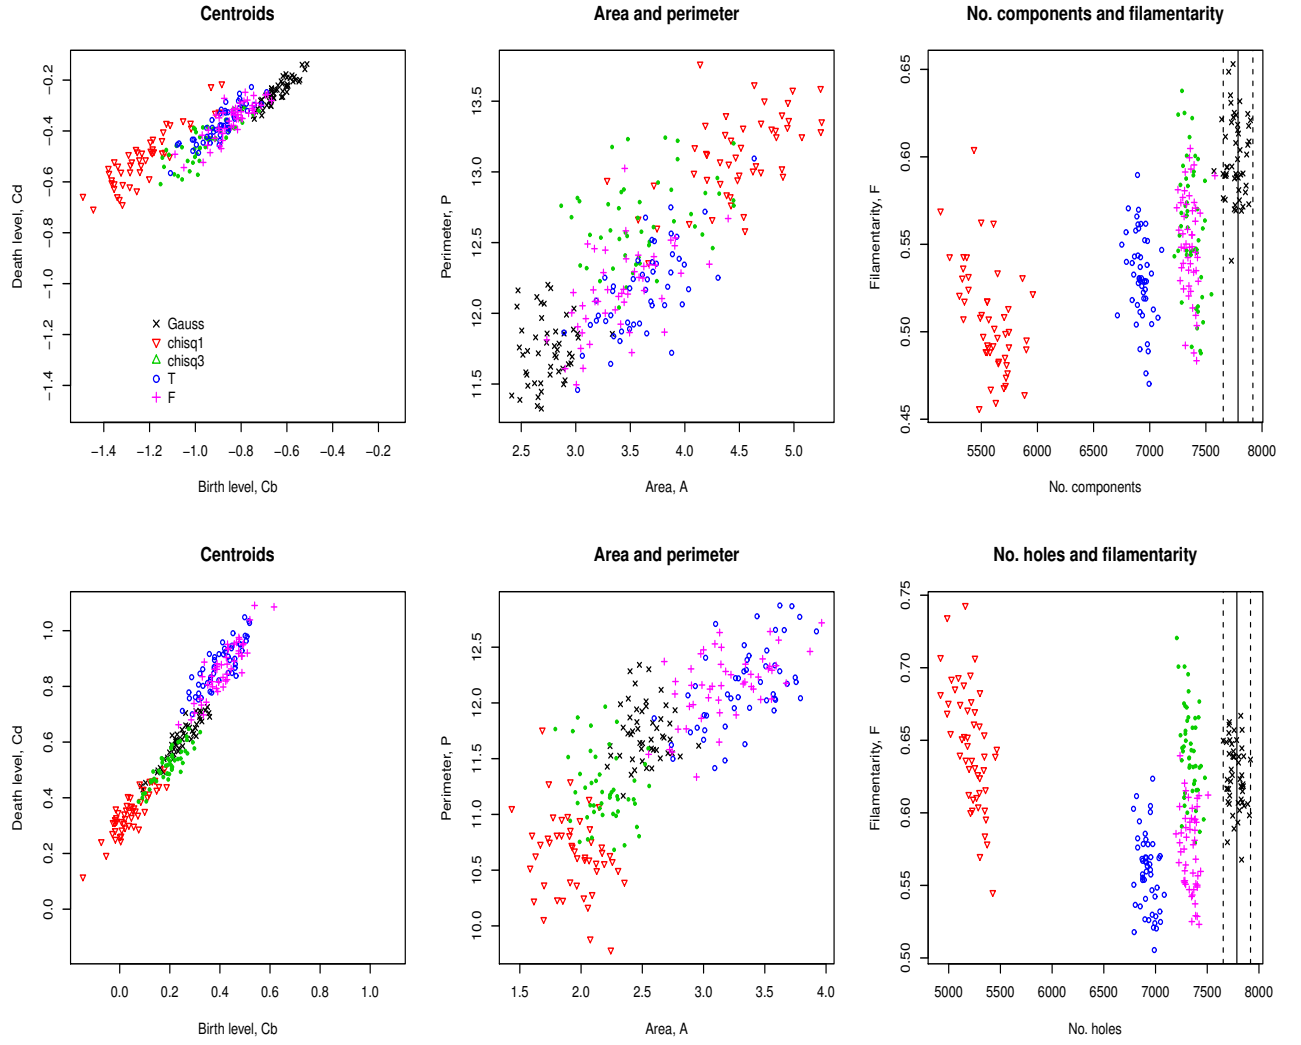 Centroids
Death level, Cd
−0.2
−0.4
−0.6
−0.8
−1.0
−1.2
−1.4
Gauss
chisq1
chisq3
T
F
−1.4 −1.2 −1.0 −0.8 −0.6 −0.4 −0.2
Birth level, Cb
Area and perimeter
Perimeter, P
13.5
13.0
12.5
12.0
11.5
2.5 3.0 3.5 4.0 4.5 5.0
Area, A
No. components and filamentarity
Filamentarity, F
0.65
0.60
0.55
0.50
0.45
5500 6000 6500 7000 7500 8000
No. components
Centroids
Death level, Cd
1.0
0.8
0.6
0.4
0.2
0.0
0.0 0.2 0.4 0.6 0.8 1.0
Birth level, Cb
Area and perimeter
Perimeter, P
12.5
12.0
11.5
11.0
10.5
10.0
1.5 2.0 2.5 3.0 3.5 4.0
Area, A
No. holes and filamentarity
Filamentarity, F
0.75
0.70
0.65
0.60
0.55
0.50
5000 5500 6000 6500 7000 7500 8000
No. holes